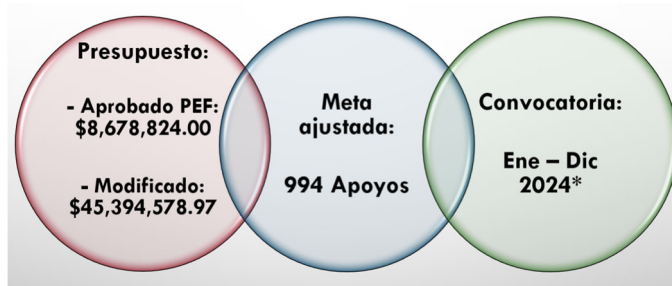 Presupuesto:
- Aprobado PEF:
$8,678,824.00
- Modificado:
$45,394,578.97
Meta
ajustada:
994 Apoyos
Convocatoria:
Ene – Dic
2024*